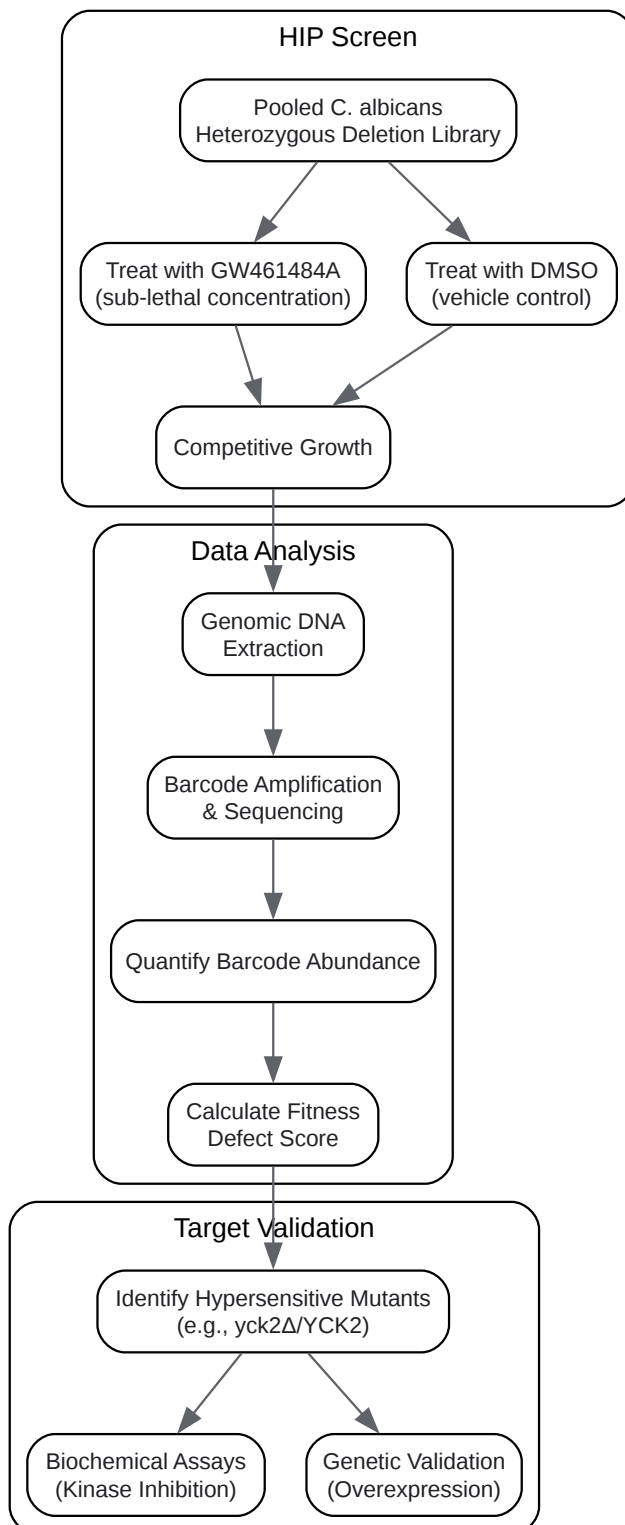 HIP Screen
Pooled C. albicans
Heterozygous Deletion Library
Treat with GW461484A
(sub-lethal concentration)
Treat with DMSO
(vehicle control)
Competitive Growth
Data Analysis
Genomic DNA
Extraction
Barcode Amplification
& Sequencing
Quantify Barcode Abundance
Calculate Fitness
Defect Score
Target Validation
Identify Hypersensitive Mutants
(e.g., yck2Δ/YCK2)
Biochemical Assays
(Kinase Inhibition)
Genetic Validation
(Overexpression)